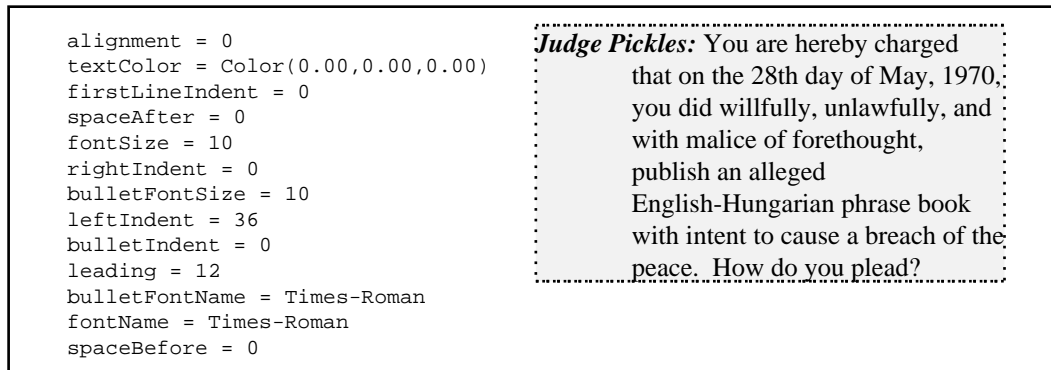 alignment = 0
textColor = Color(0.00,0.00,0.00)
firstLineIndent = 0
spaceAfter = 0
fontSize = 10
rightIndent = 0
bulletFontSize = 10
leftIndent = 36
bulletIndent = 0
leading = 12
bulletFontName = Times-Roman
fontName = Times-Roman
spaceBefore = 0
Judge Pickles: You are hereby charged
that on the 28th day of May, 1970,
you did willfully, unlawfully, and
with malice of forethought,
publish an alleged
English-Hungarian phrase book
with intent to cause a breach of the
peace.  How do you plead?